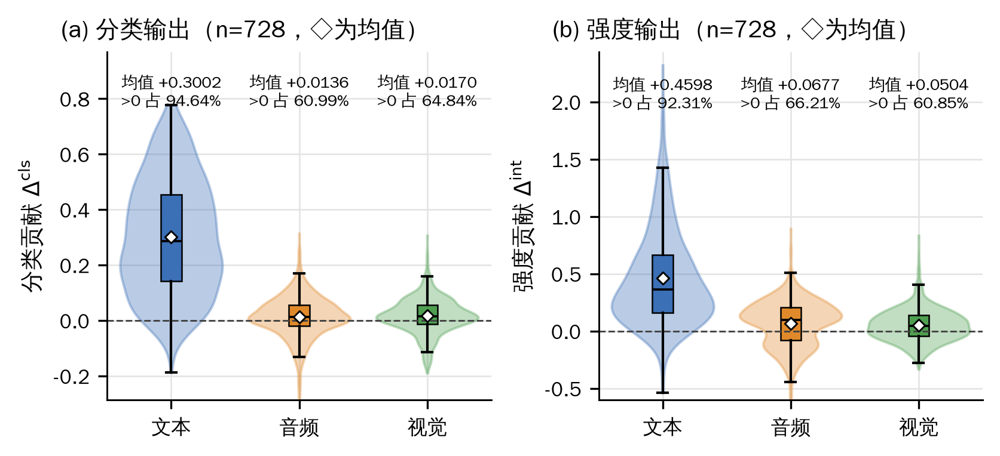 (a) 分类输出（n=728，◇为均值）
均值 +0.3002
>0 占 94.64%
均值 +0.0136
>0 占 60.99%
均值 +0.0170
>0 占 64.84%
分类贡献 Δ^cls
0.8
0.6
0.4
0.2
0.0
-0.2
文本
音频
视觉
(b) 强度输出（n=728，◇为均值）
均值 +0.4598
>0 占 92.31%
均值 +0.0677
>0 占 66.21%
均值 +0.0504
>0 占 60.85%
强度贡献 Δ^int
2.0
1.5
1.0
0.5
0.0
-0.5
文本
音频
视觉